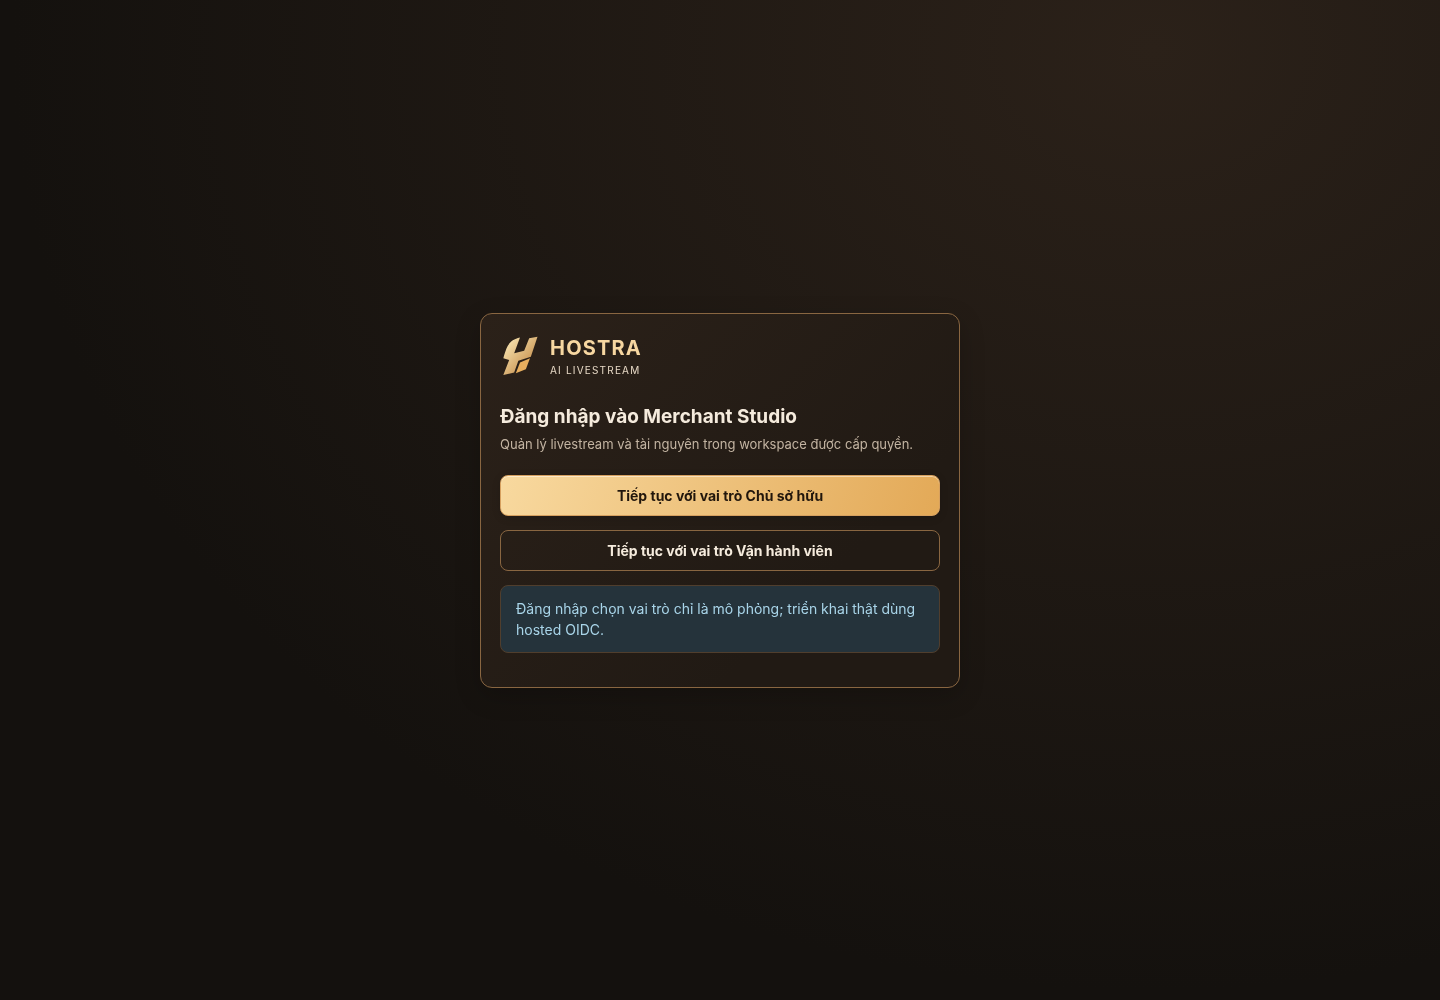 HOSTRA
AI LIVESTREAM
Đăng nhập vào Merchant Studio
Quản lý livestream và tài nguyên trong workspace được cấp quyền.
Tiếp tục với vai trò Chủ sở hữu
Tiếp tục với vai trò Vận hành viên
Đăng nhập chọn vai trò chỉ là mô phỏng; triển khai thật dùng
hosted OIDC.